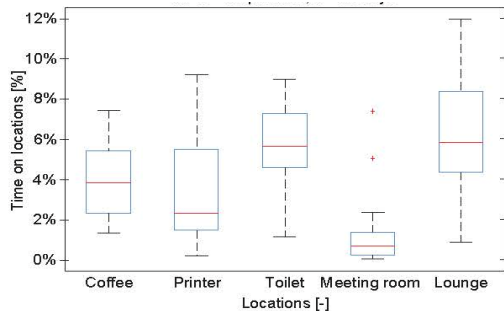 12%
10%
8%
6%
4%
2%
0%
Time on locations [%]
Coffee Printer Toilet Meeting room Lounge
Locations [-]